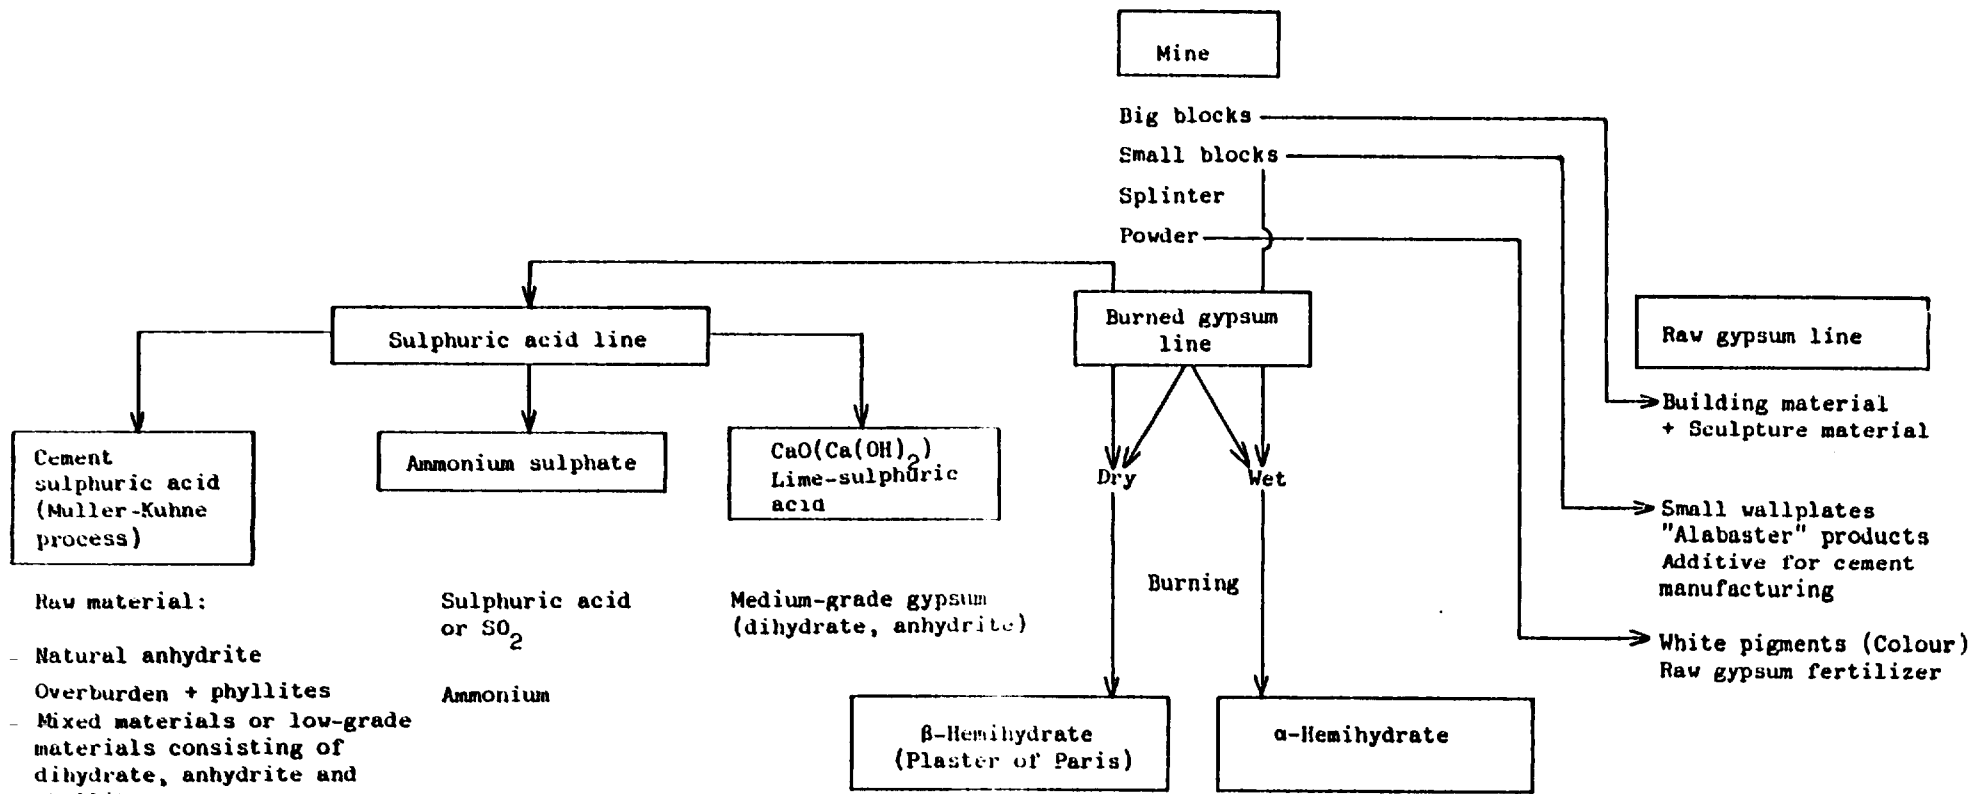 Mine
Big blocks
Small blocks
Splinter
Powder
Sulphuric acid line
Burned gypsum
line
Raw gypsum line
Building material
+ Sculpture material
Small wallplates
"Alabaster" products
Additive for cement
manufacturing
White pigments (Colour)
Raw gypsum fertilizer
Cement
sulphuric acid
(Muller-Kuhne
process)
Ammonium sulphate
CaO(Ca(OH)2)
Lime-sulphuric
acid
Dry
Wet
Burning
Raw material:
- Natural anhydrite
Overburden + phyllites
- Mixed materials or low-grade
materials consisting of
dihydrate, anhydrite and
Sulphuric acid
or SO2
Ammonium
Medium-grade gypsum
(dihydrate, anhydrite)
β-Hemihydrate
(Plaster of Paris)
α-Hemihydrate